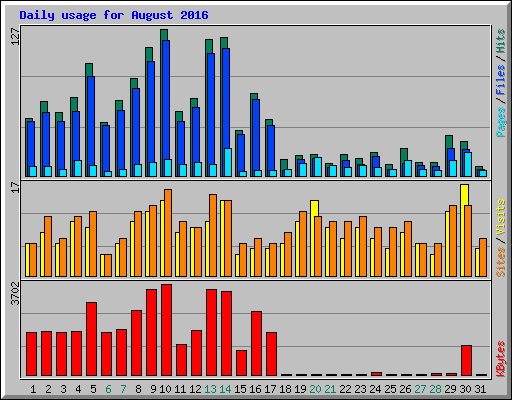 Daily usage for August 2016
127
Pages / Files / Hits
17
Sites / Visits
3702
KBytes
1 2 3 4 5 6 7 8 9 10 11 12 13 14 15 16 17 18 19 20 21 22 23 24 25 26 27 28 29 30 31